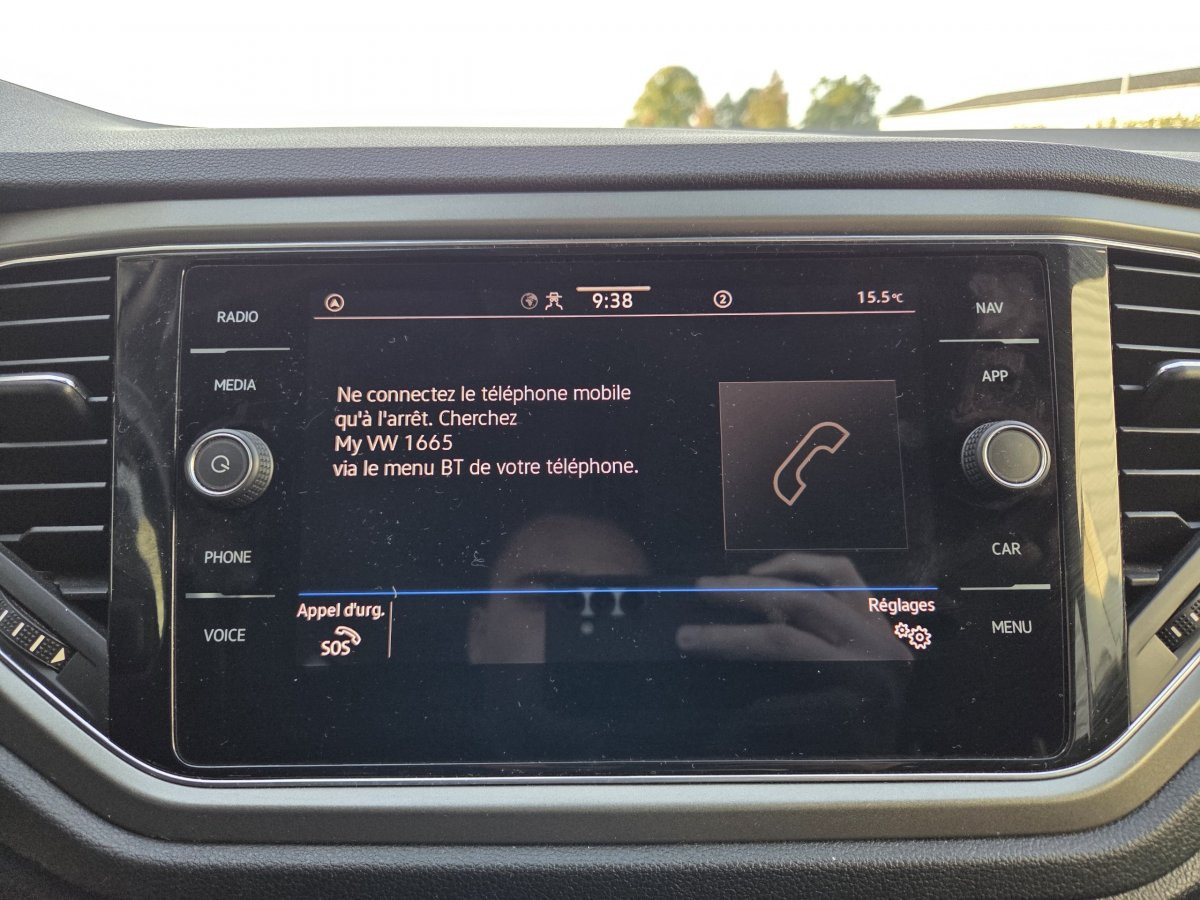 RADIO
MEDIA
PHONE
VOICE
9:38
2
15.5°C
Ne connectez le téléphone mobile
qu'à l'arrêt. Cherchez
My VW 1665
via le menu BT de votre téléphone.
Appel d'urg.
SOS
Réglages
NAV
APP
CAR
MENU